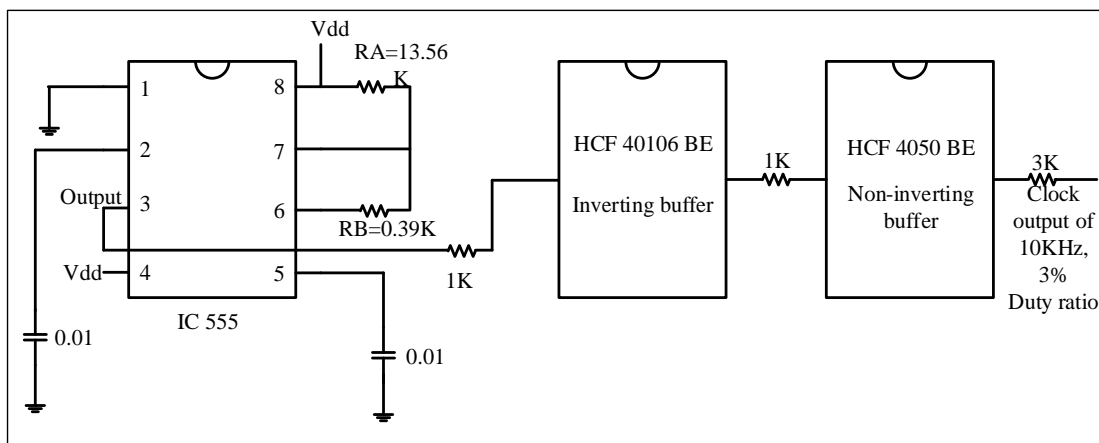 Vdd
RA=13.56
K
1
8
2
7
Output
3
6
RB=0.39K
Vdd
4
5
1K
IC 555
0.01
0.01
HCF 40106 BE
Inverting buffer
1K
HCF 4050 BE
Non-inverting
buffer
3K
Clock
output of
10KHz,
3%
Duty ratio